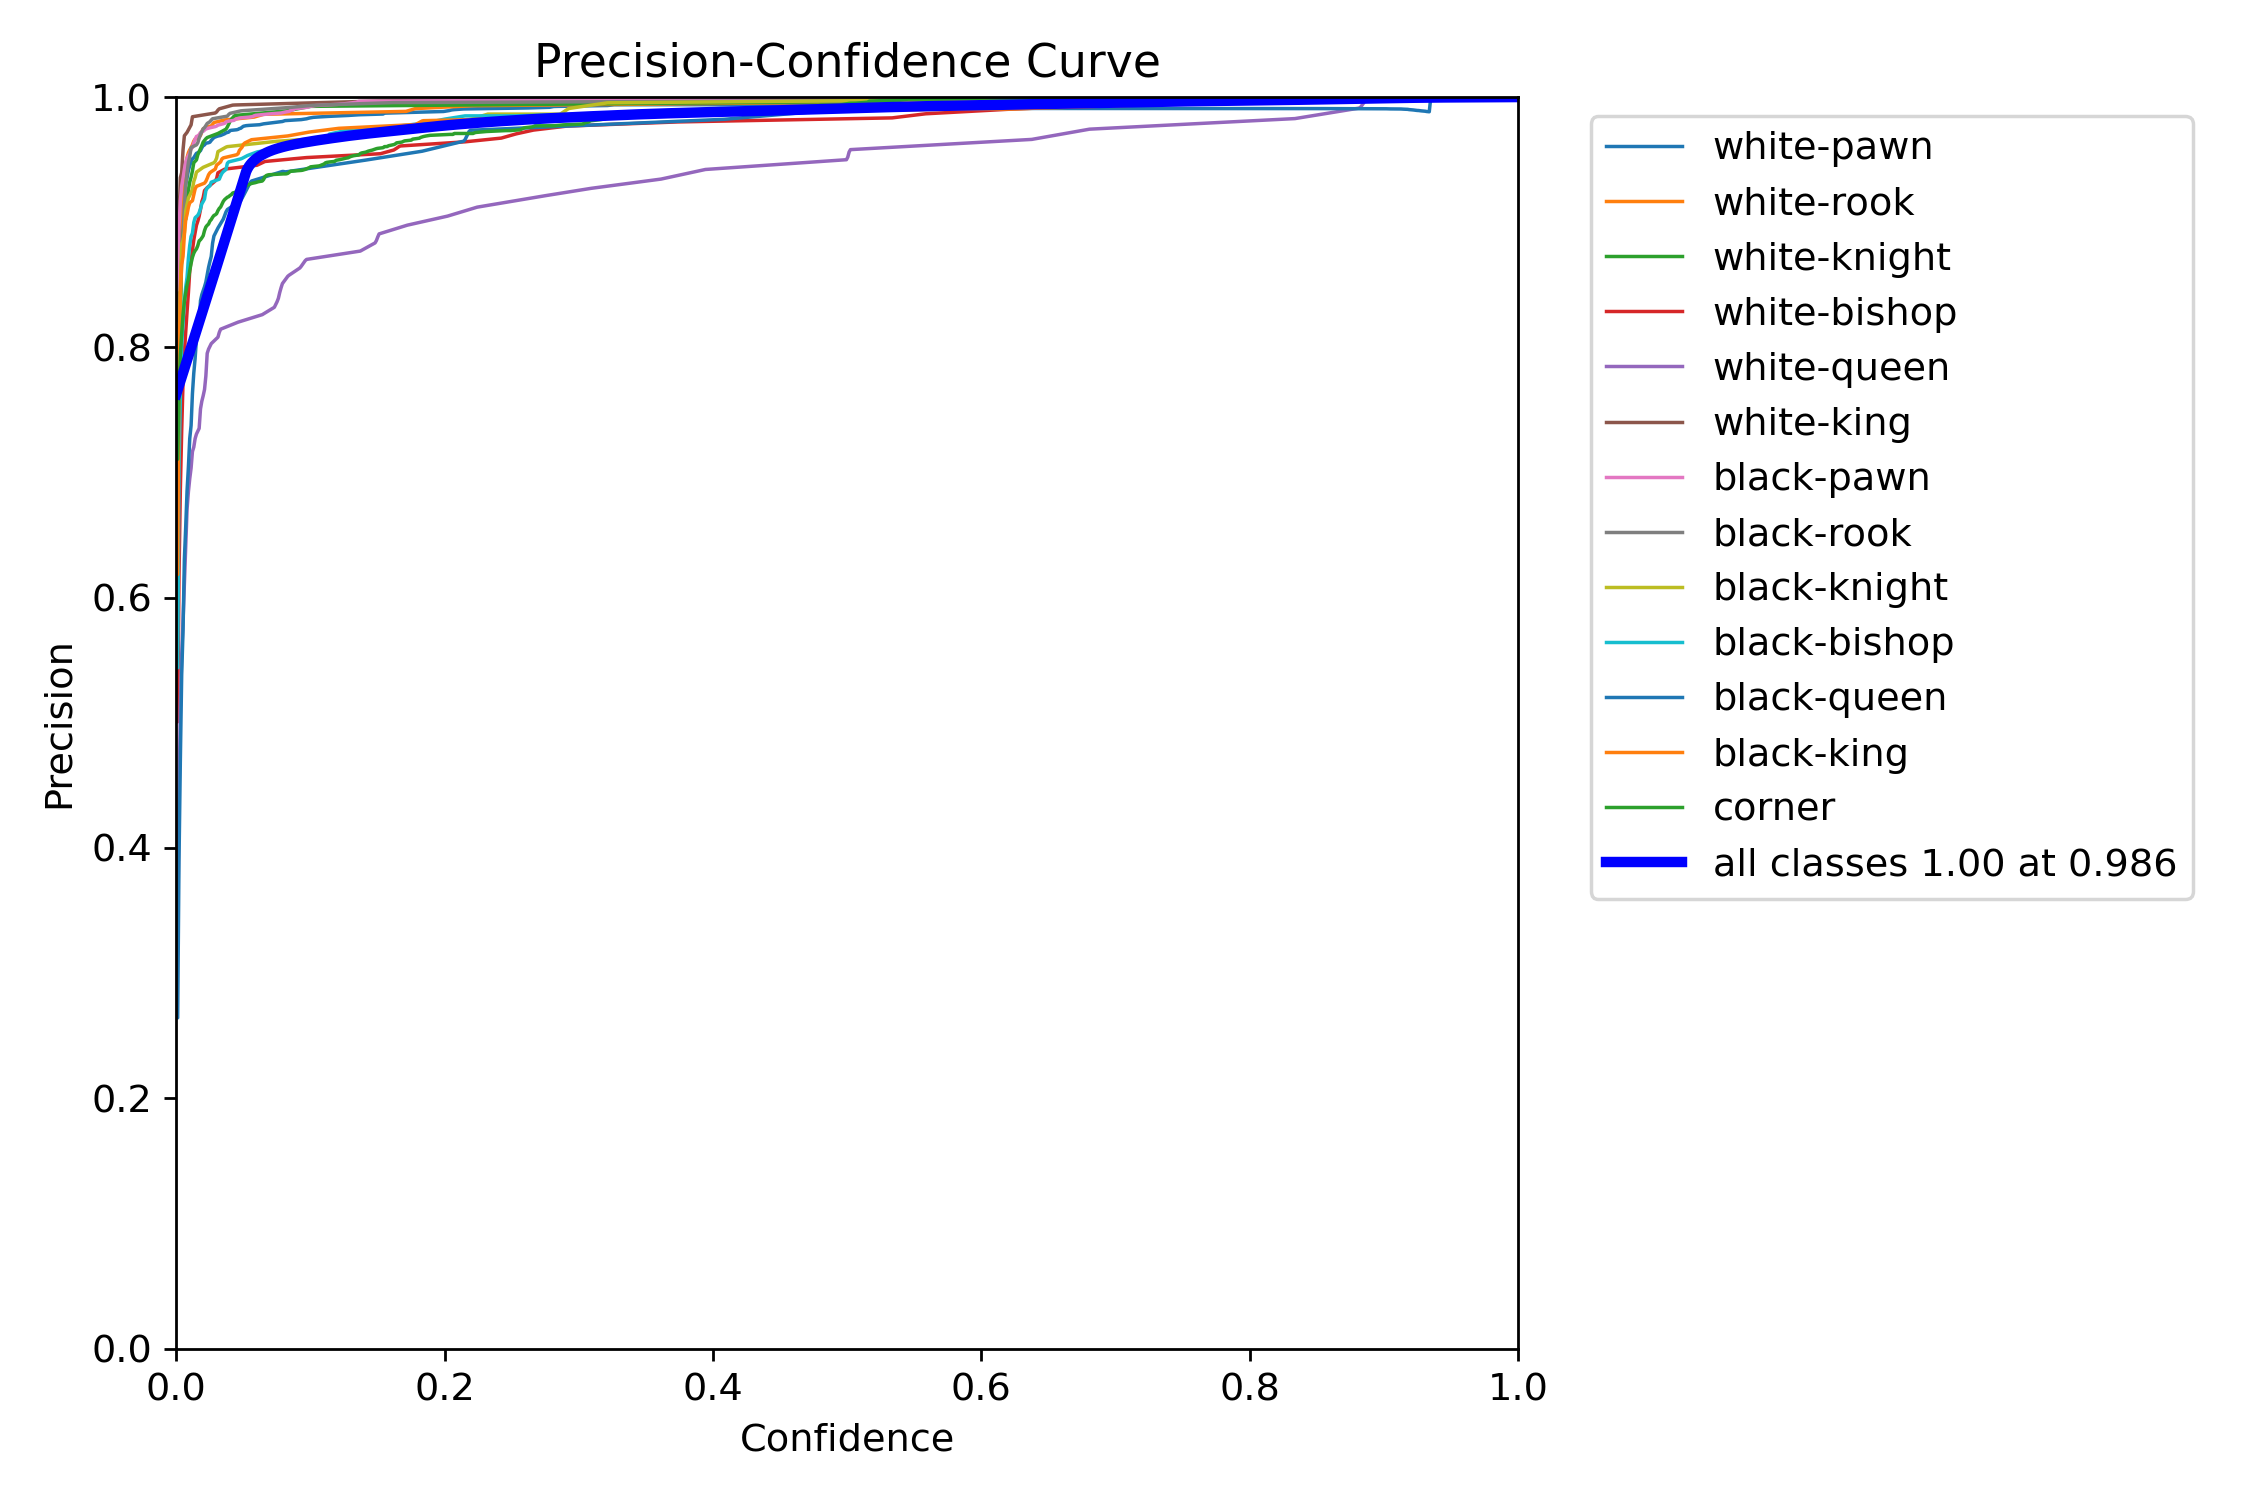 Precision-Confidence Curve
1.0
0.8
0.6
0.4
0.2
0.0
Precision
0.0 0.2 0.4 0.6 0.8 1.0
Confidence
white-pawn
white-rook
white-knight
white-bishop
white-queen
white-king
black-pawn
black-rook
black-knight
black-bishop
black-queen
black-king
corner
all classes 1.00 at 0.986